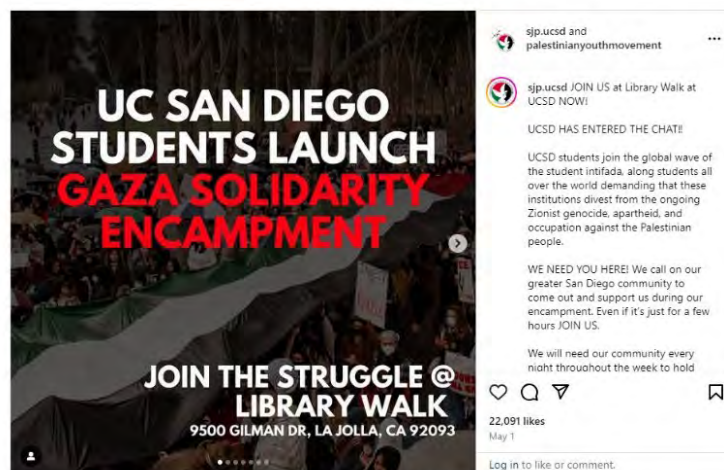 UC SAN DIEGO
STUDENTS LAUNCH
GAZA SOLIDARITY
ENCAMPMENT
JOIN THE STRUGGLE @
LIBRARY WALK
9500 GILMAN DR, LA JOLLA, CA 92093
sjp.ucsd and
palestinianyouthmovement
sjp.ucsd JOIN US at Library Walk at
UCSD NOW!
UCSD HAS ENTERED THE CHAT!!
UCSD students join the global wave of
the student intifada, along students all
over the world demanding that these
institutions divest from the ongoing
Zionist genocide, apartheid, and
occupation against the Palestinian
people.
WE NEED YOU HERE! We call on our
greater San Diego community to
come out and support us during our
encampment. Even if it's just for a few
hours JOIN US.
We will need our community every
night throughout the week to hold
22,091 likes
May 1
Log in to like or comment.